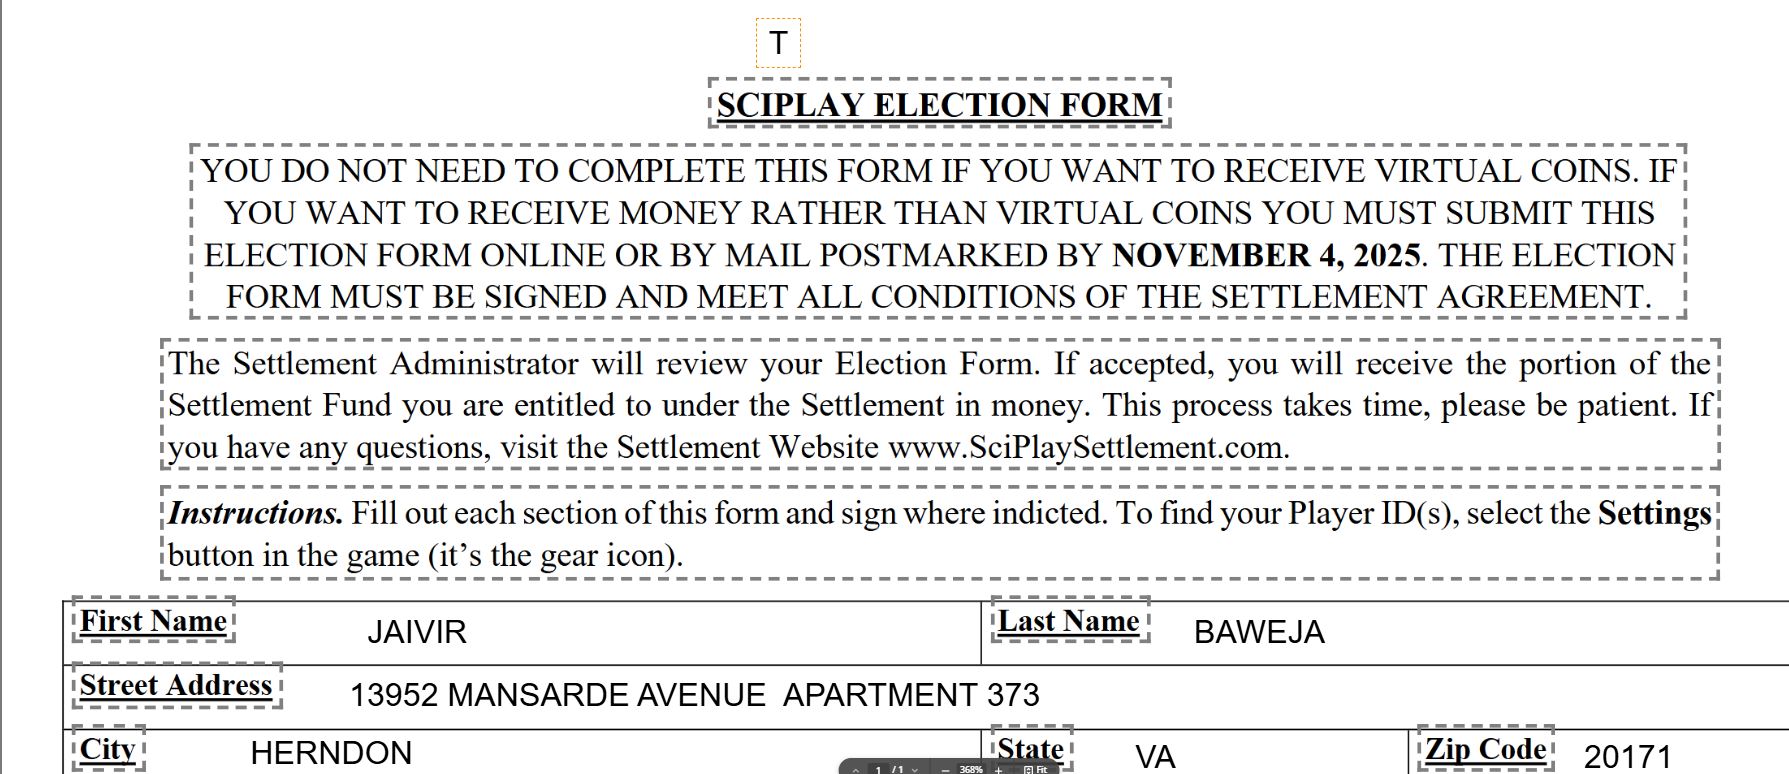 T
SCIPLAY ELECTION FORM
YOU DO NOT NEED TO COMPLETE THIS FORM IF YOU WANT TO RECEIVE VIRTUAL COINS. IF
YOU WANT TO RECEIVE MONEY RATHER THAN VIRTUAL COINS YOU MUST SUBMIT THIS
ELECTION FORM ONLINE OR BY MAIL POSTMARKED BY NOVEMBER 4, 2025. THE ELECTION
FORM MUST BE SIGNED AND MEET ALL CONDITIONS OF THE SETTLEMENT AGREEMENT.
The Settlement Administrator will review your Election Form. If accepted, you will receive the portion of the
Settlement Fund you are entitled to under the Settlement in money. This process takes time, please be patient. If
you have any questions, visit the Settlement Website www.SciPlaySettlement.com.
Instructions. Fill out each section of this form and sign where indicted. To find your Player ID(s), select the Settings
button in the game (it’s the gear icon).
First Name JAIVIR Last Name BAWEJA
Street Address 13952 MANSARDE AVENUE APARTMENT 373
City HERNDON State VA Zip Code 20171
1 / 1 368% Fit